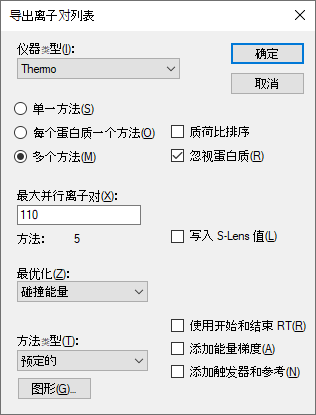 导出离子对列表
仪器类型(I):
Thermo
确定
取消
单一方法(S)
每个蛋白质一个方法(O)
质荷比排序
多个方法(M)
忽视蛋白质(R)
最大并行离子对(X):
110
方法: 5
写入 S-Lens 值(L)
最优化(Z):
碰撞能量
使用开始和结束 RT(R)
方法类型(T):
添加能量梯度(A)
预定的
添加触发器和参考(N)
图形(G)...